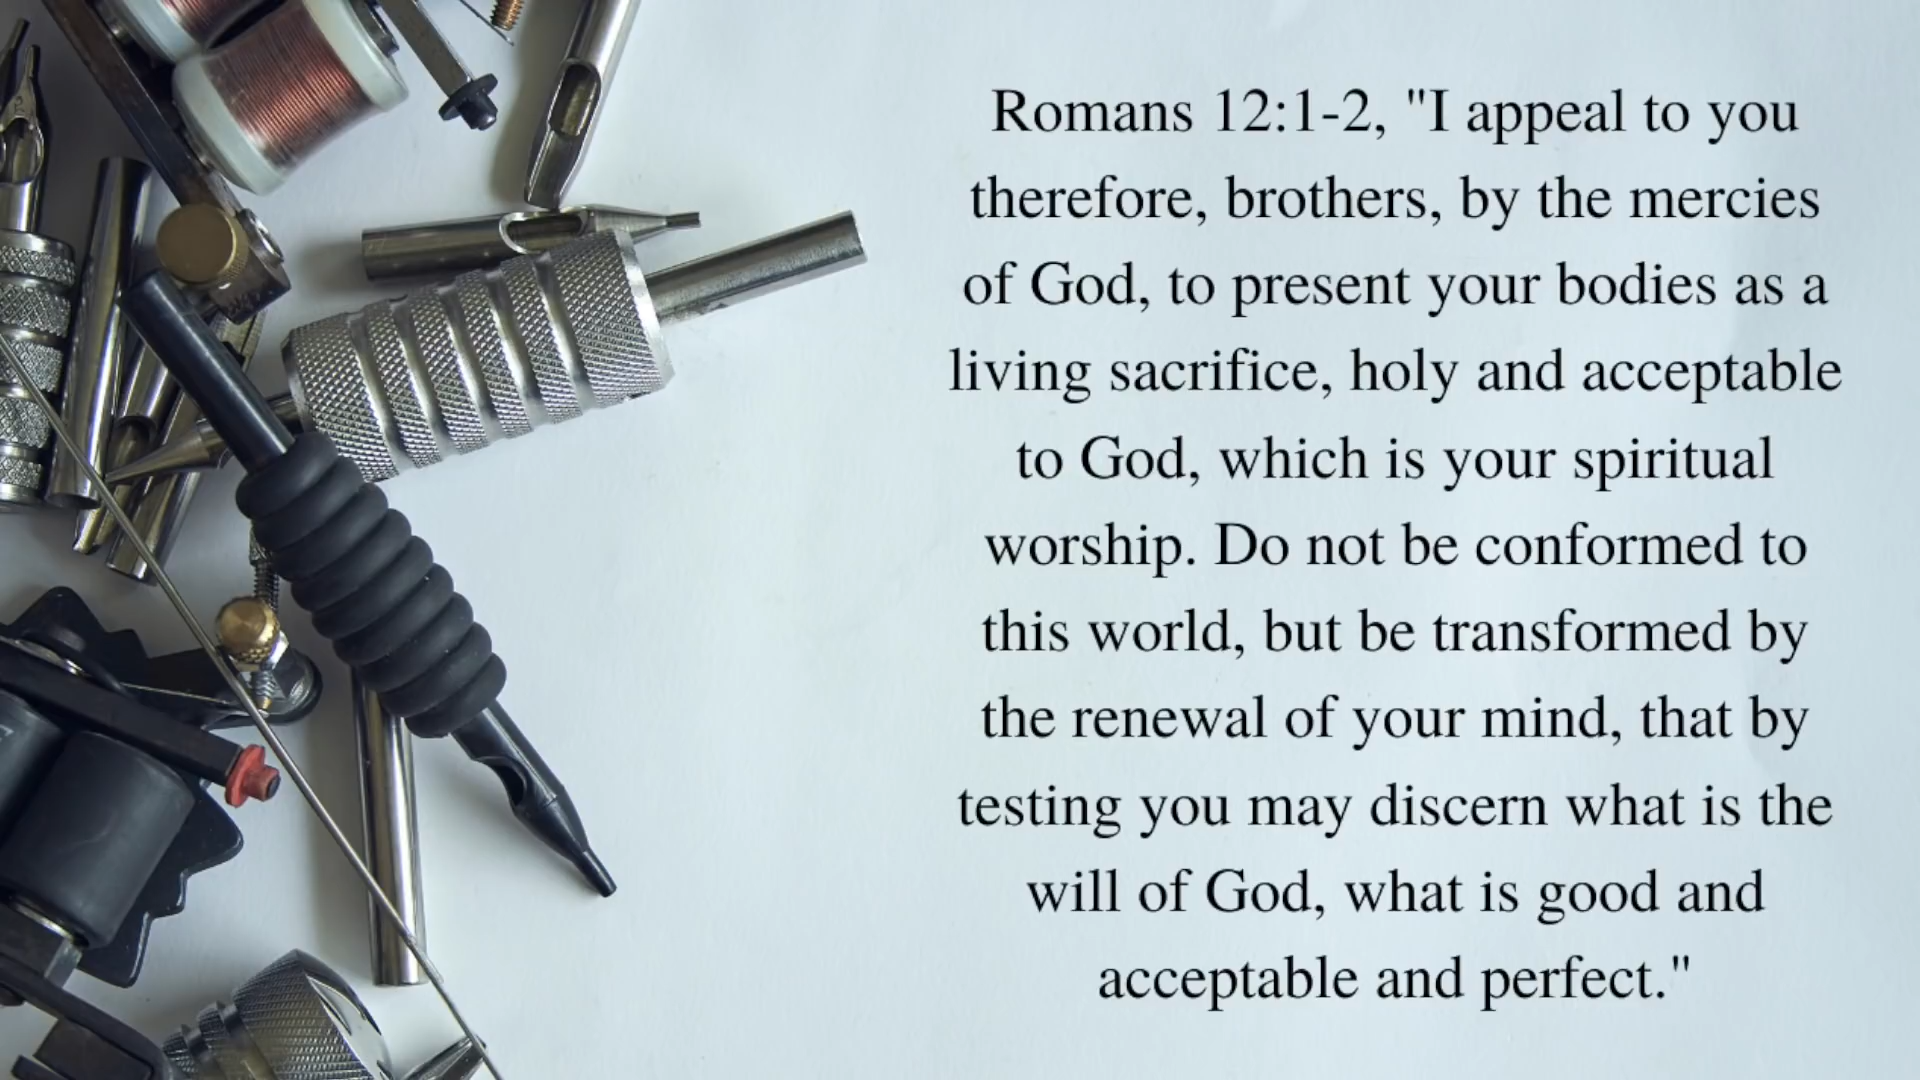 Romans 12:1-2, "I appeal to you
therefore, brothers, by the mercies
of God, to present your bodies as a
living sacrifice, holy and acceptable
to God, which is your spiritual
worship. Do not be conformed to
this world, but be transformed by
the renewal of your mind, that by
testing you may discern what is the
will of God, what is good and
acceptable and perfect."